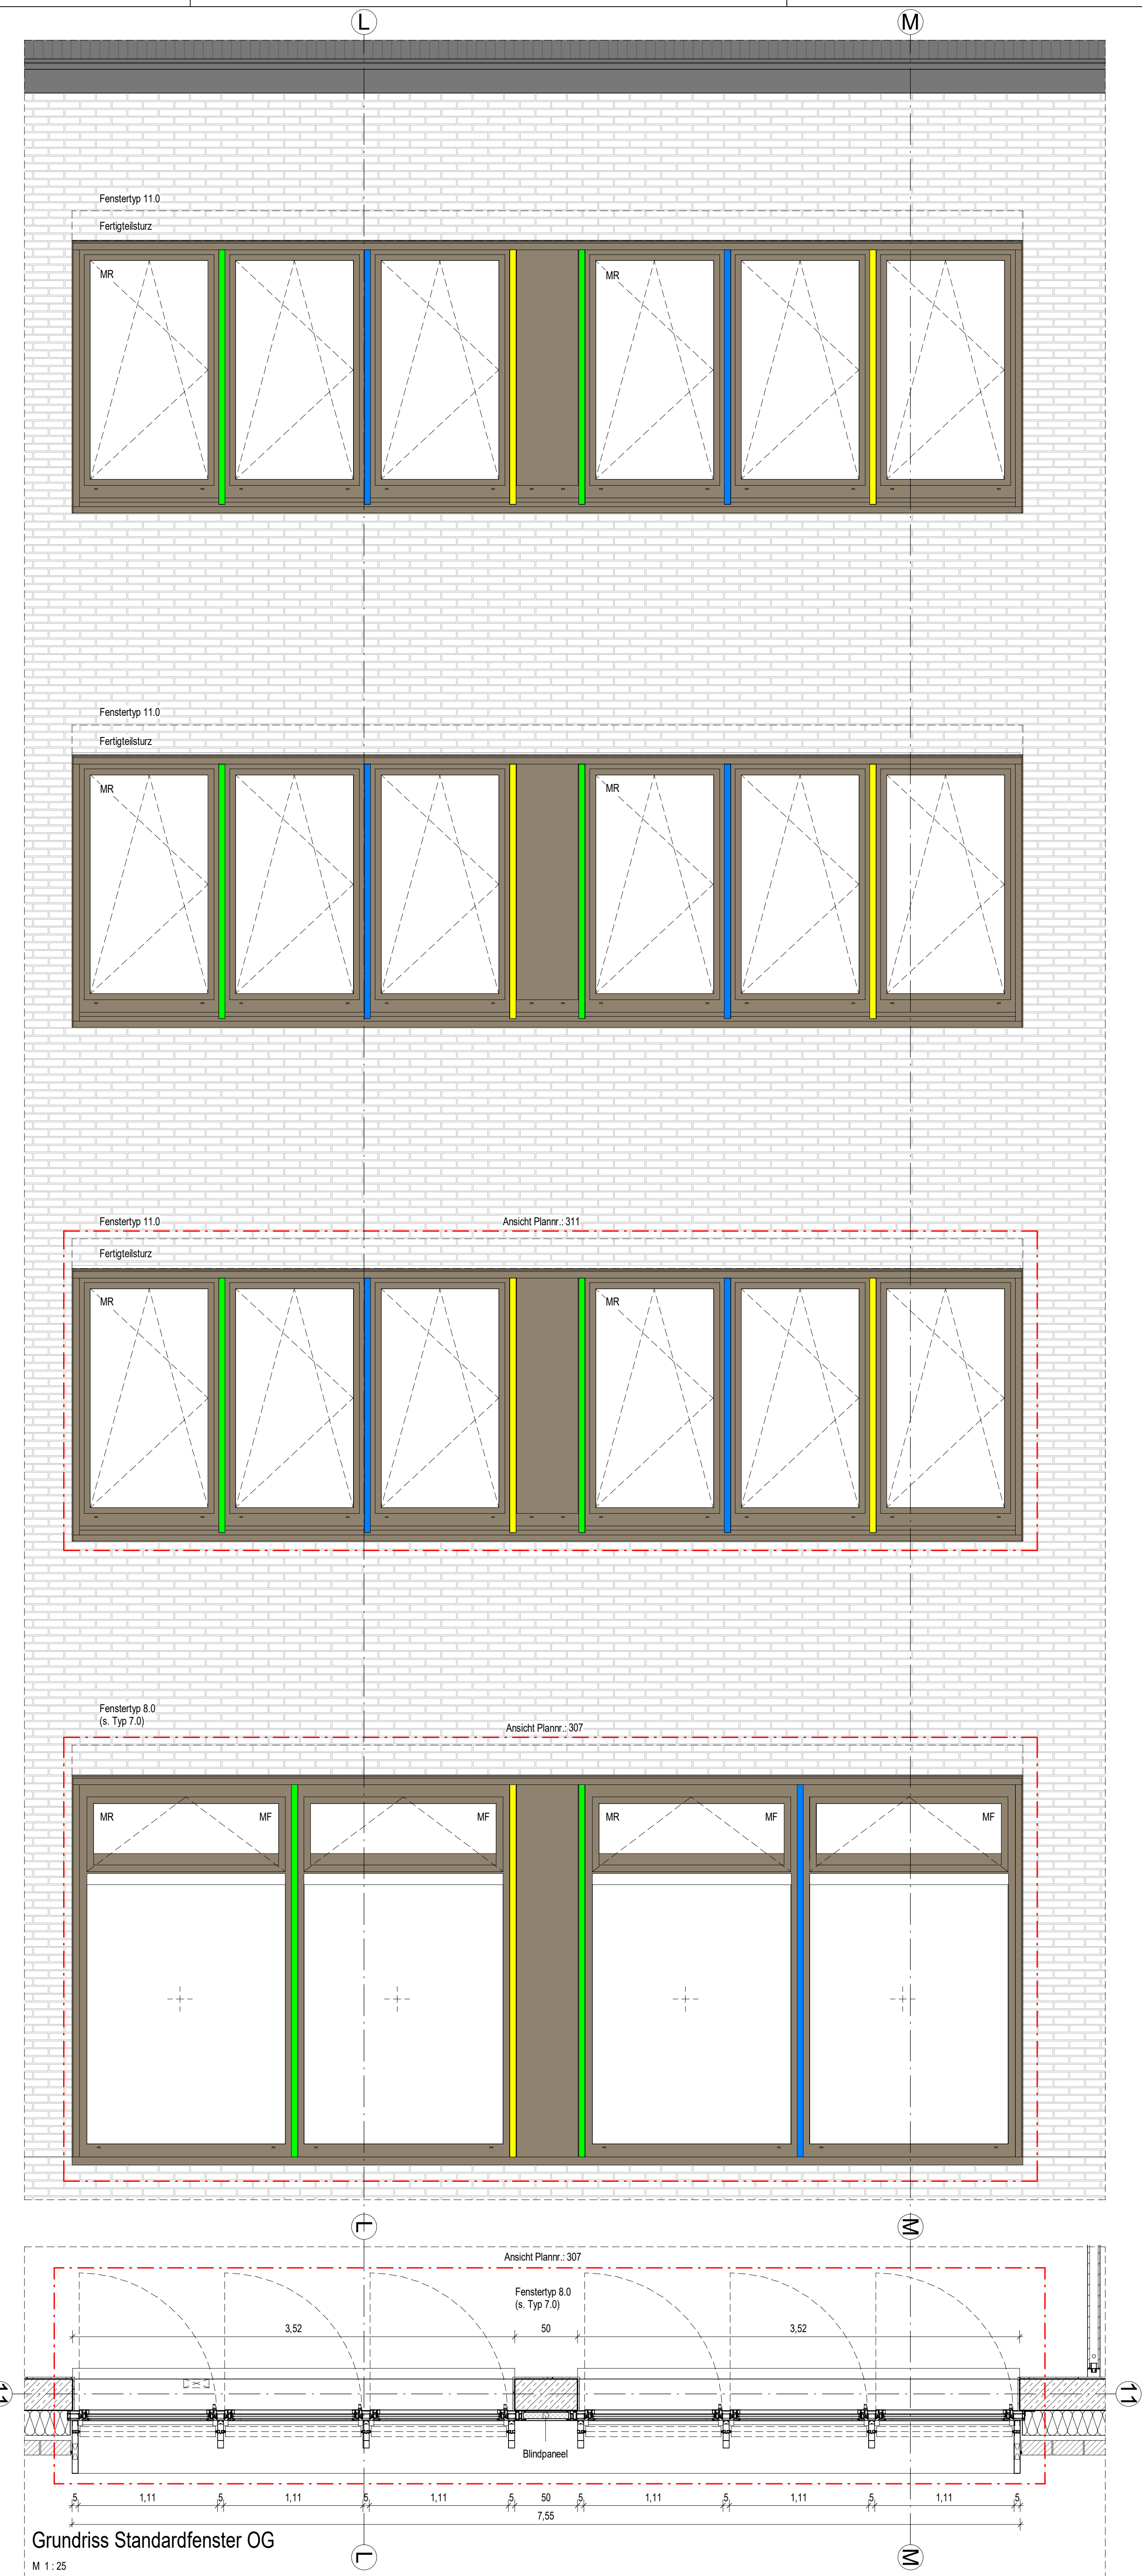 L
M
Fenstertyp 11.0
Fertigteilsturz
MR
MR
Fenstertyp 11.0
Fertigteilsturz
MR
MR
Fenstertyp 11.0
Ansicht Plannr.: 311
Fertigteilsturz
MR
MR
Fenstertyp 8.0
(s. Typ 7.0)
Ansicht Plannr.: 307
MR
MF
MF
MR
MF
MF
L
M
Ansicht Plannr.: 307
Fenstertyp 8.0
(s. Typ 7.0)
3,52
50
3,52
11
11
Blindpaneel
5
1,11
5
1,11
5
1,11
5
50
5
1,11
5
1,11
5
1,11
5
7,55
Grundriss Standardfenster OG
M 1 : 25
L
M